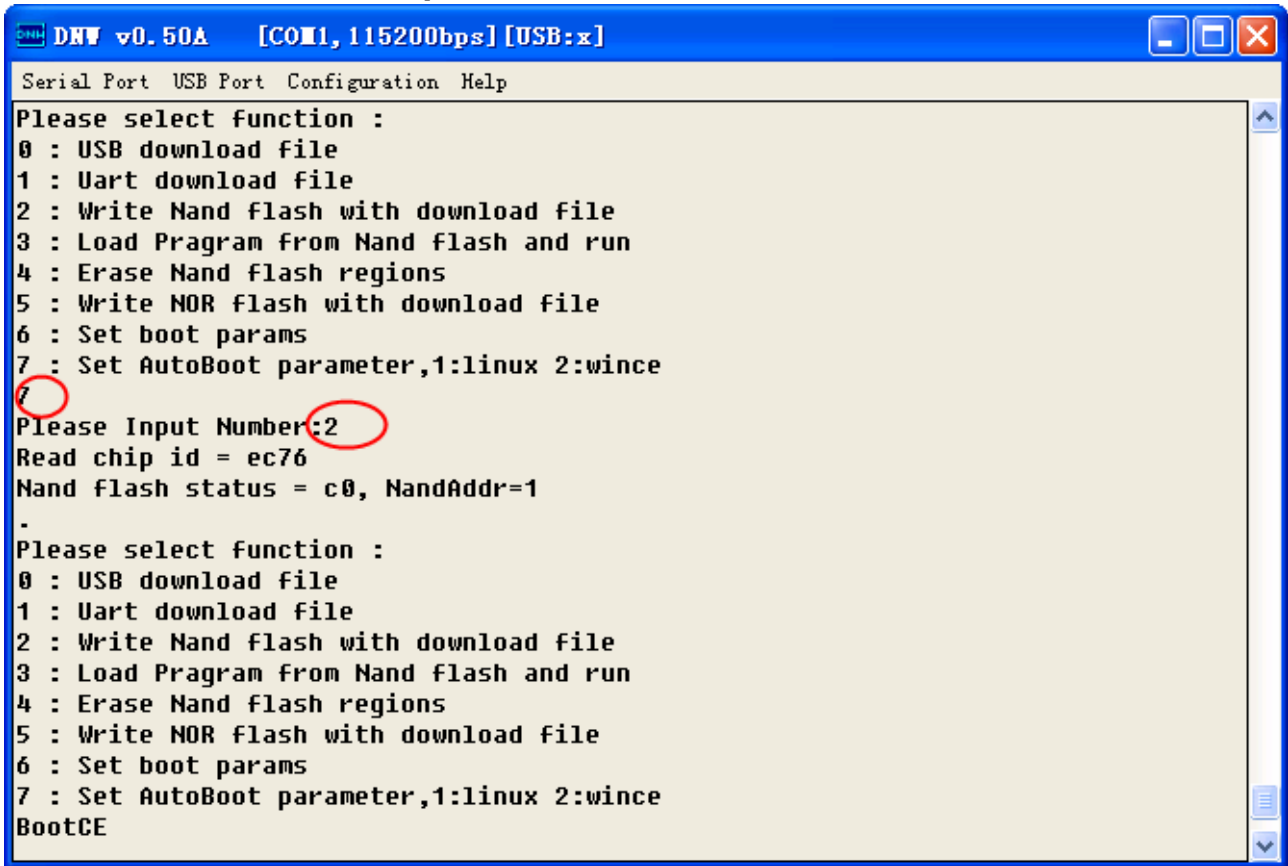 DNW v0.50A [COM1,115200bps][USB:x]
Serial Port USB Port Configuration Help
Please select function :
0 : USB download file
1 : Uart download file
2 : Write Nand flash with download file
3 : Load Pragram from Nand flash and run
4 : Erase Nand flash regions
5 : Write NOR flash with download file
6 : Set boot params
7 : Set AutoBoot parameter,1:linux 2:wince
7
Please Input Number:2
Read chip id = ec76
Nand flash status = c0, NandAddr=1
.
Please select function :
0 : USB download file
1 : Uart download file
2 : Write Nand flash with download file
3 : Load Pragram from Nand flash and run
4 : Erase Nand flash regions
5 : Write NOR flash with download file
6 : Set boot params
7 : Set AutoBoot parameter,1:linux 2:wince
BootCE